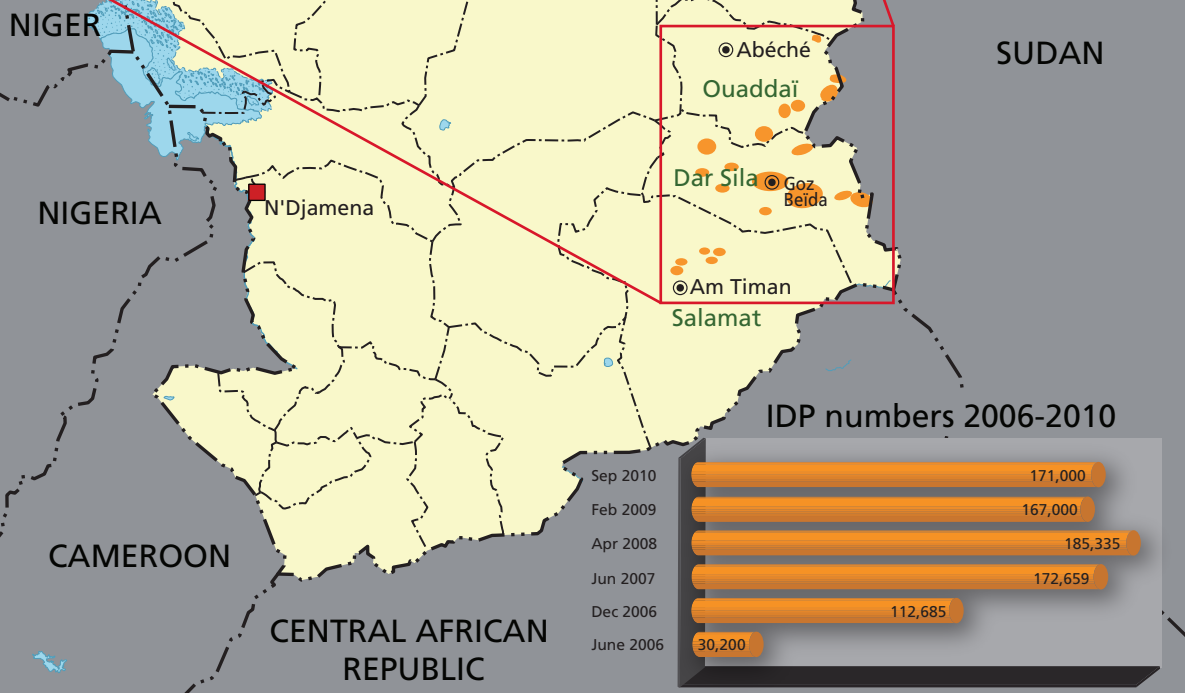 NIGER
SUDAN
Abéché
Ouaddaï
Dar Sila
Goz
Beïda
NIGERIA
N'Djamena
Am Timan
Salamat
IDP numbers 2006-2010
Sep 2010 171,000
Feb 2009 167,000
Apr 2008 185,335
Jun 2007 172,659
Dec 2006 112,685
June 2006 30,200
CAMEROON
CENTRAL AFRICAN
REPUBLIC